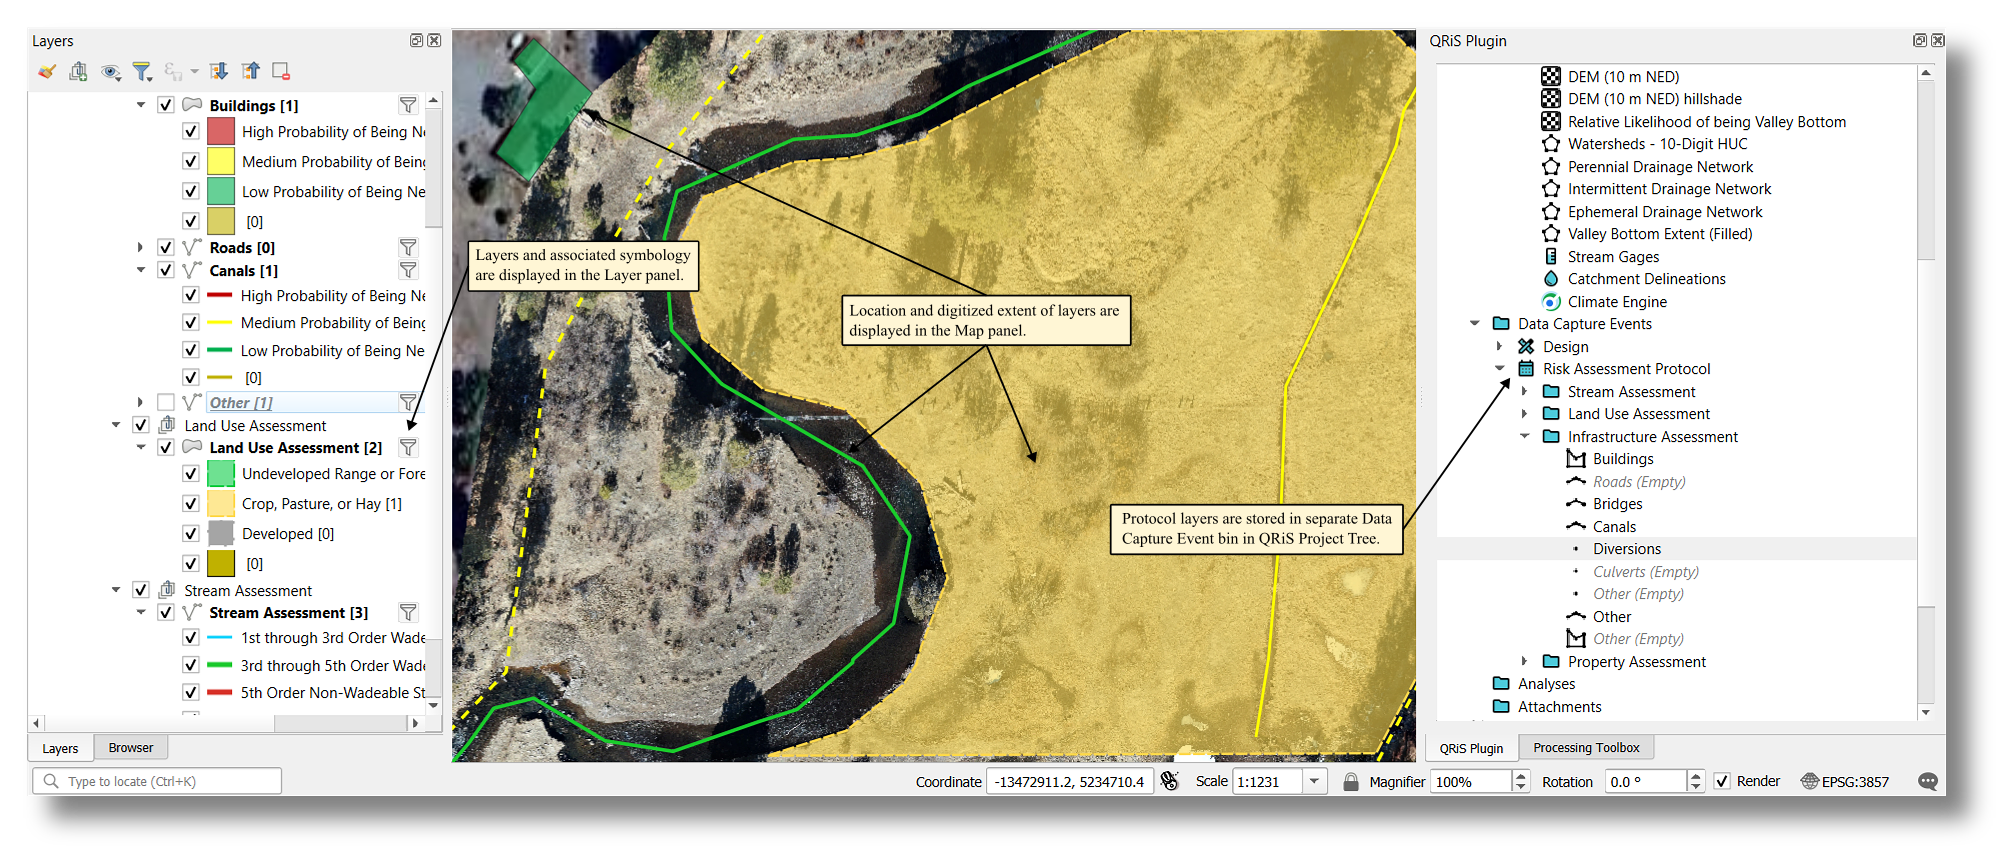 Layers
Buildings [1]
High Probability of Being Ne
Medium Probability of Being
Low Probability of Being Ne
[0]
Roads [0]
Canals [1]
High Probability of Being Ne
Medium Probability of Being
Low Probability of Being Ne
[0]
Other [1]
Land Use Assessment
Land Use Assessment [2]
Undeveloped Range or Fore
Crop, Pasture, or Hay [1]
Developed [0]
[0]
Stream Assessment
Stream Assessment [3]
1st through 3rd Order Wade
3rd through 5th Order Wade
5th Order Non-Wadeable St
Layers
Browser
Type to locate (Ctrl+K)
Layers and associated symbology
are displayed in the Layer panel.
Location and digitized extent of layers are
displayed in the Map panel.
Protocol layers are stored in separate Data
Capture Event bin in QRiS Project Tree.
QRiS Plugin
DEM (10 m NED)
DEM (10 m NED) hillshade
Relative Likelihood of being Valley Bottom
Watersheds - 10-Digit HUC
Perennial Drainage Network
Intermittent Drainage Network
Ephemeral Drainage Network
Valley Bottom Extent (Filled)
Stream Gages
Catchment Delineations
Climate Engine
Data Capture Events
Design
Risk Assessment Protocol
Stream Assessment
Land Use Assessment
Infrastructure Assessment
Buildings
Roads (Empty)
Bridges
Canals
Diversions
Culverts (Empty)
Other (Empty)
Other
Other (Empty)
Property Assessment
Analyses
Attachments
QRiS Plugin
Processing Toolbox
Coordinate -13472911.2, 5234710.4 Scale 1:1231 Magnifier 100% Rotation 0.0 ° Render EPSG:3857